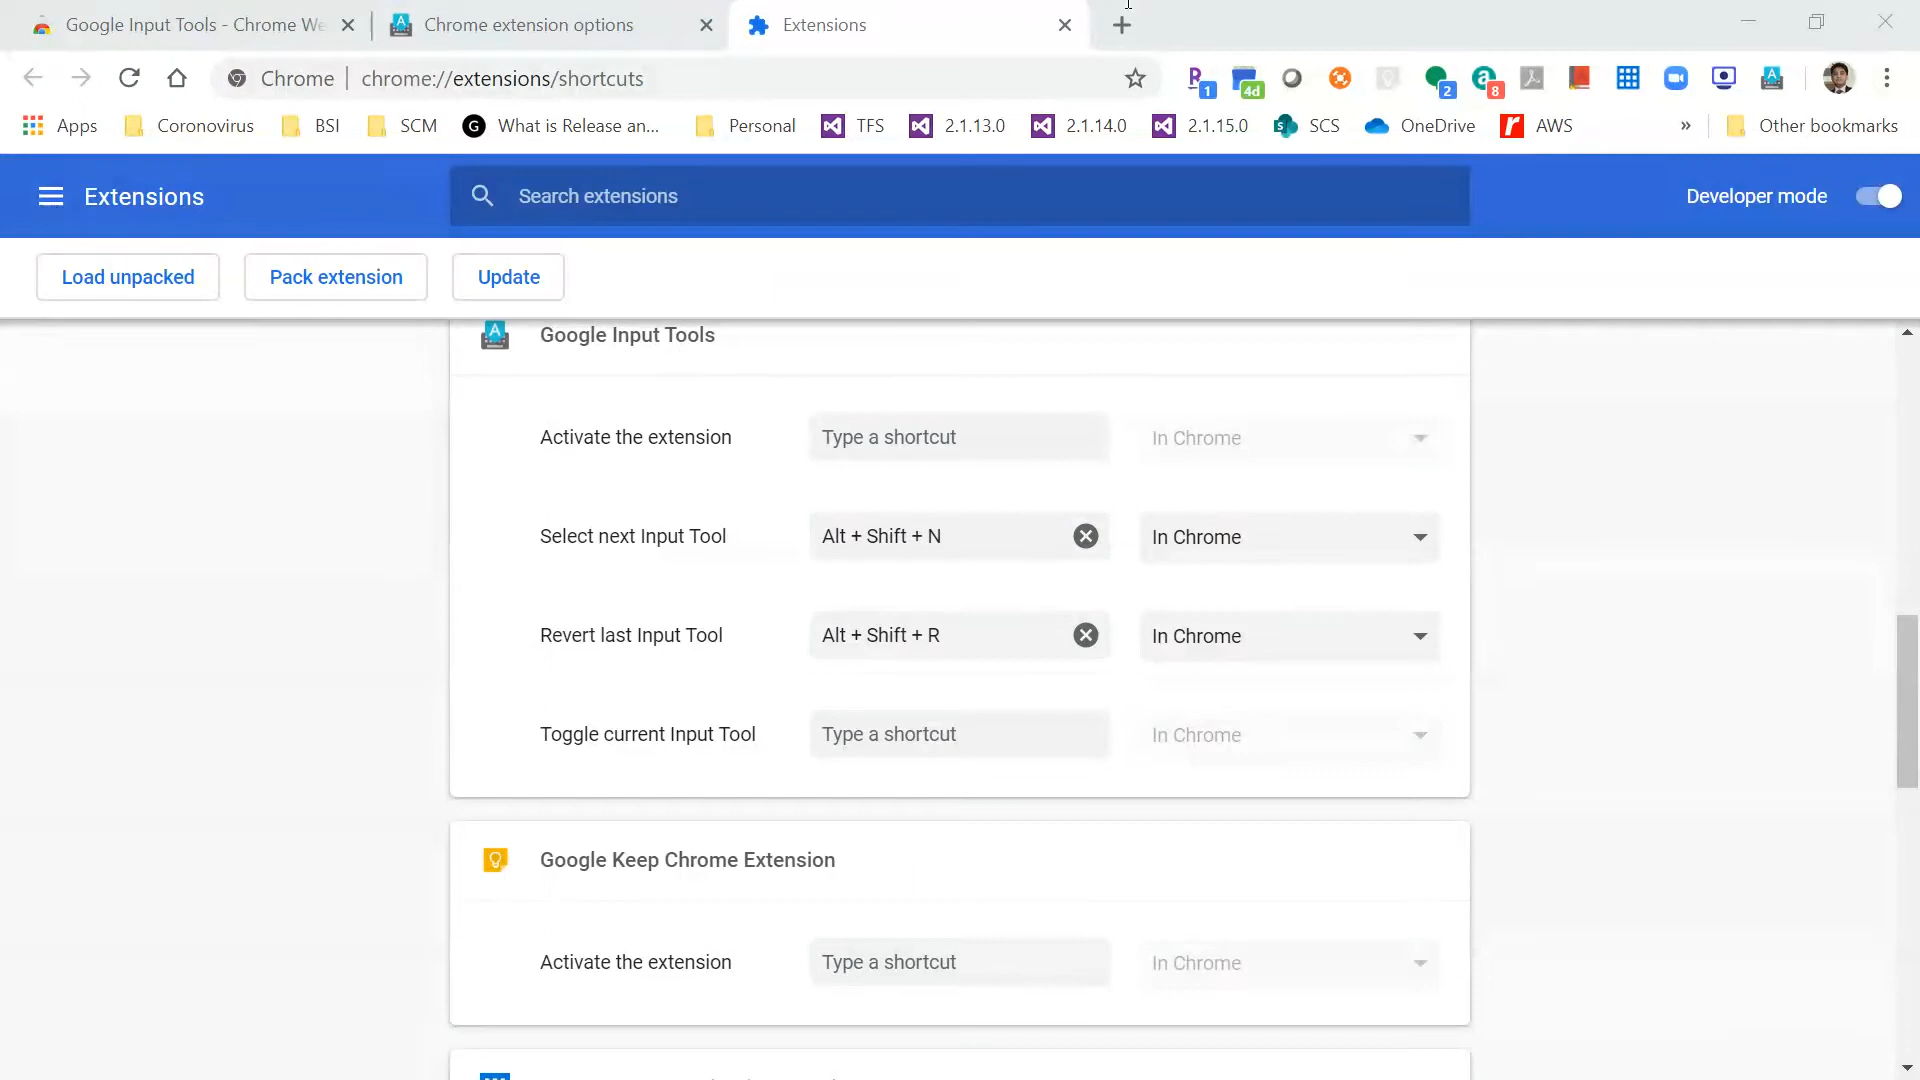 Google Input Tools - Chrome We
Chrome extension options
Extensions
Chrome | chrome://extensions/shortcuts
1
4d
2
8
Apps
Coronovirus
BSI
SCM
G What is Release an...
Personal
TFS
2.1.13.0
2.1.14.0
2.1.15.0
SCS
OneDrive
AWS
»
Other bookmarks
Extensions
Search extensions
Developer mode
Load unpacked
Pack extension
Update
Google Input Tools
Activate the extension Type a shortcut In Chrome
Select next Input Tool Alt + Shift + N In Chrome
Revert last Input Tool Alt + Shift + R In Chrome
Toggle current Input Tool Type a shortcut In Chrome
Google Keep Chrome Extension
Activate the extension Type a shortcut In Chrome